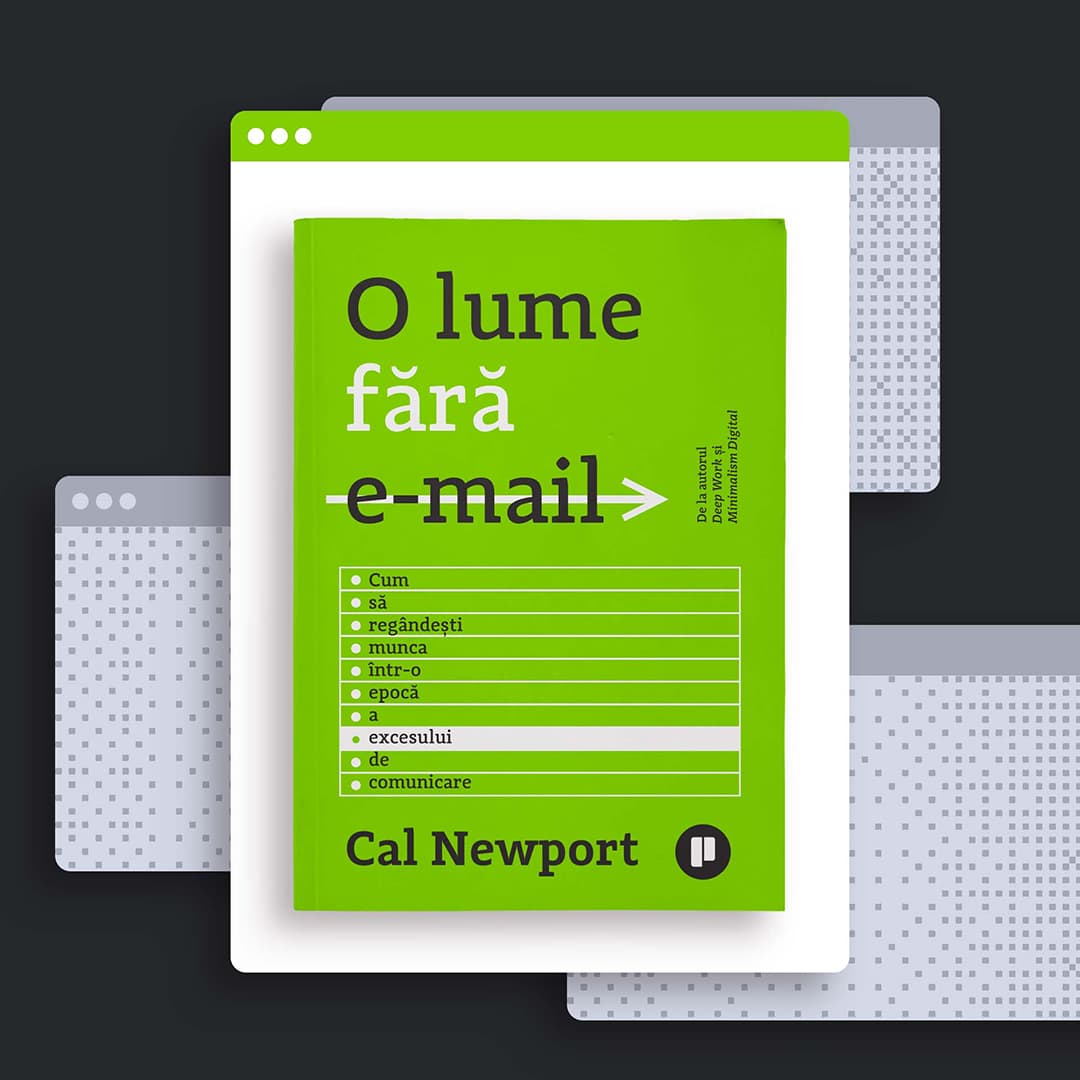 O lume
fără
e-mail
De la autorul
Deep Work și
Minimalism Digital
Cum
să
regândești
munca
într-o
epocă
a
excesului
de
comunicare
Cal Newport